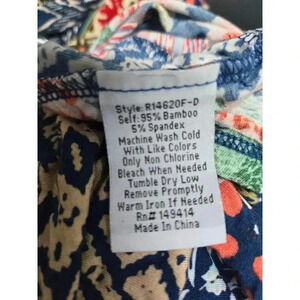 Style: R14620F-D
Self: 95% Bamboo
5% Spandex
Machine Wash Cold
With Like Colors
Only Non Chlorine
Bleach When Needed
Tumble Dry Low
Remove Promptly
Warm Iron If Needed
Rn# 149414
Made In China